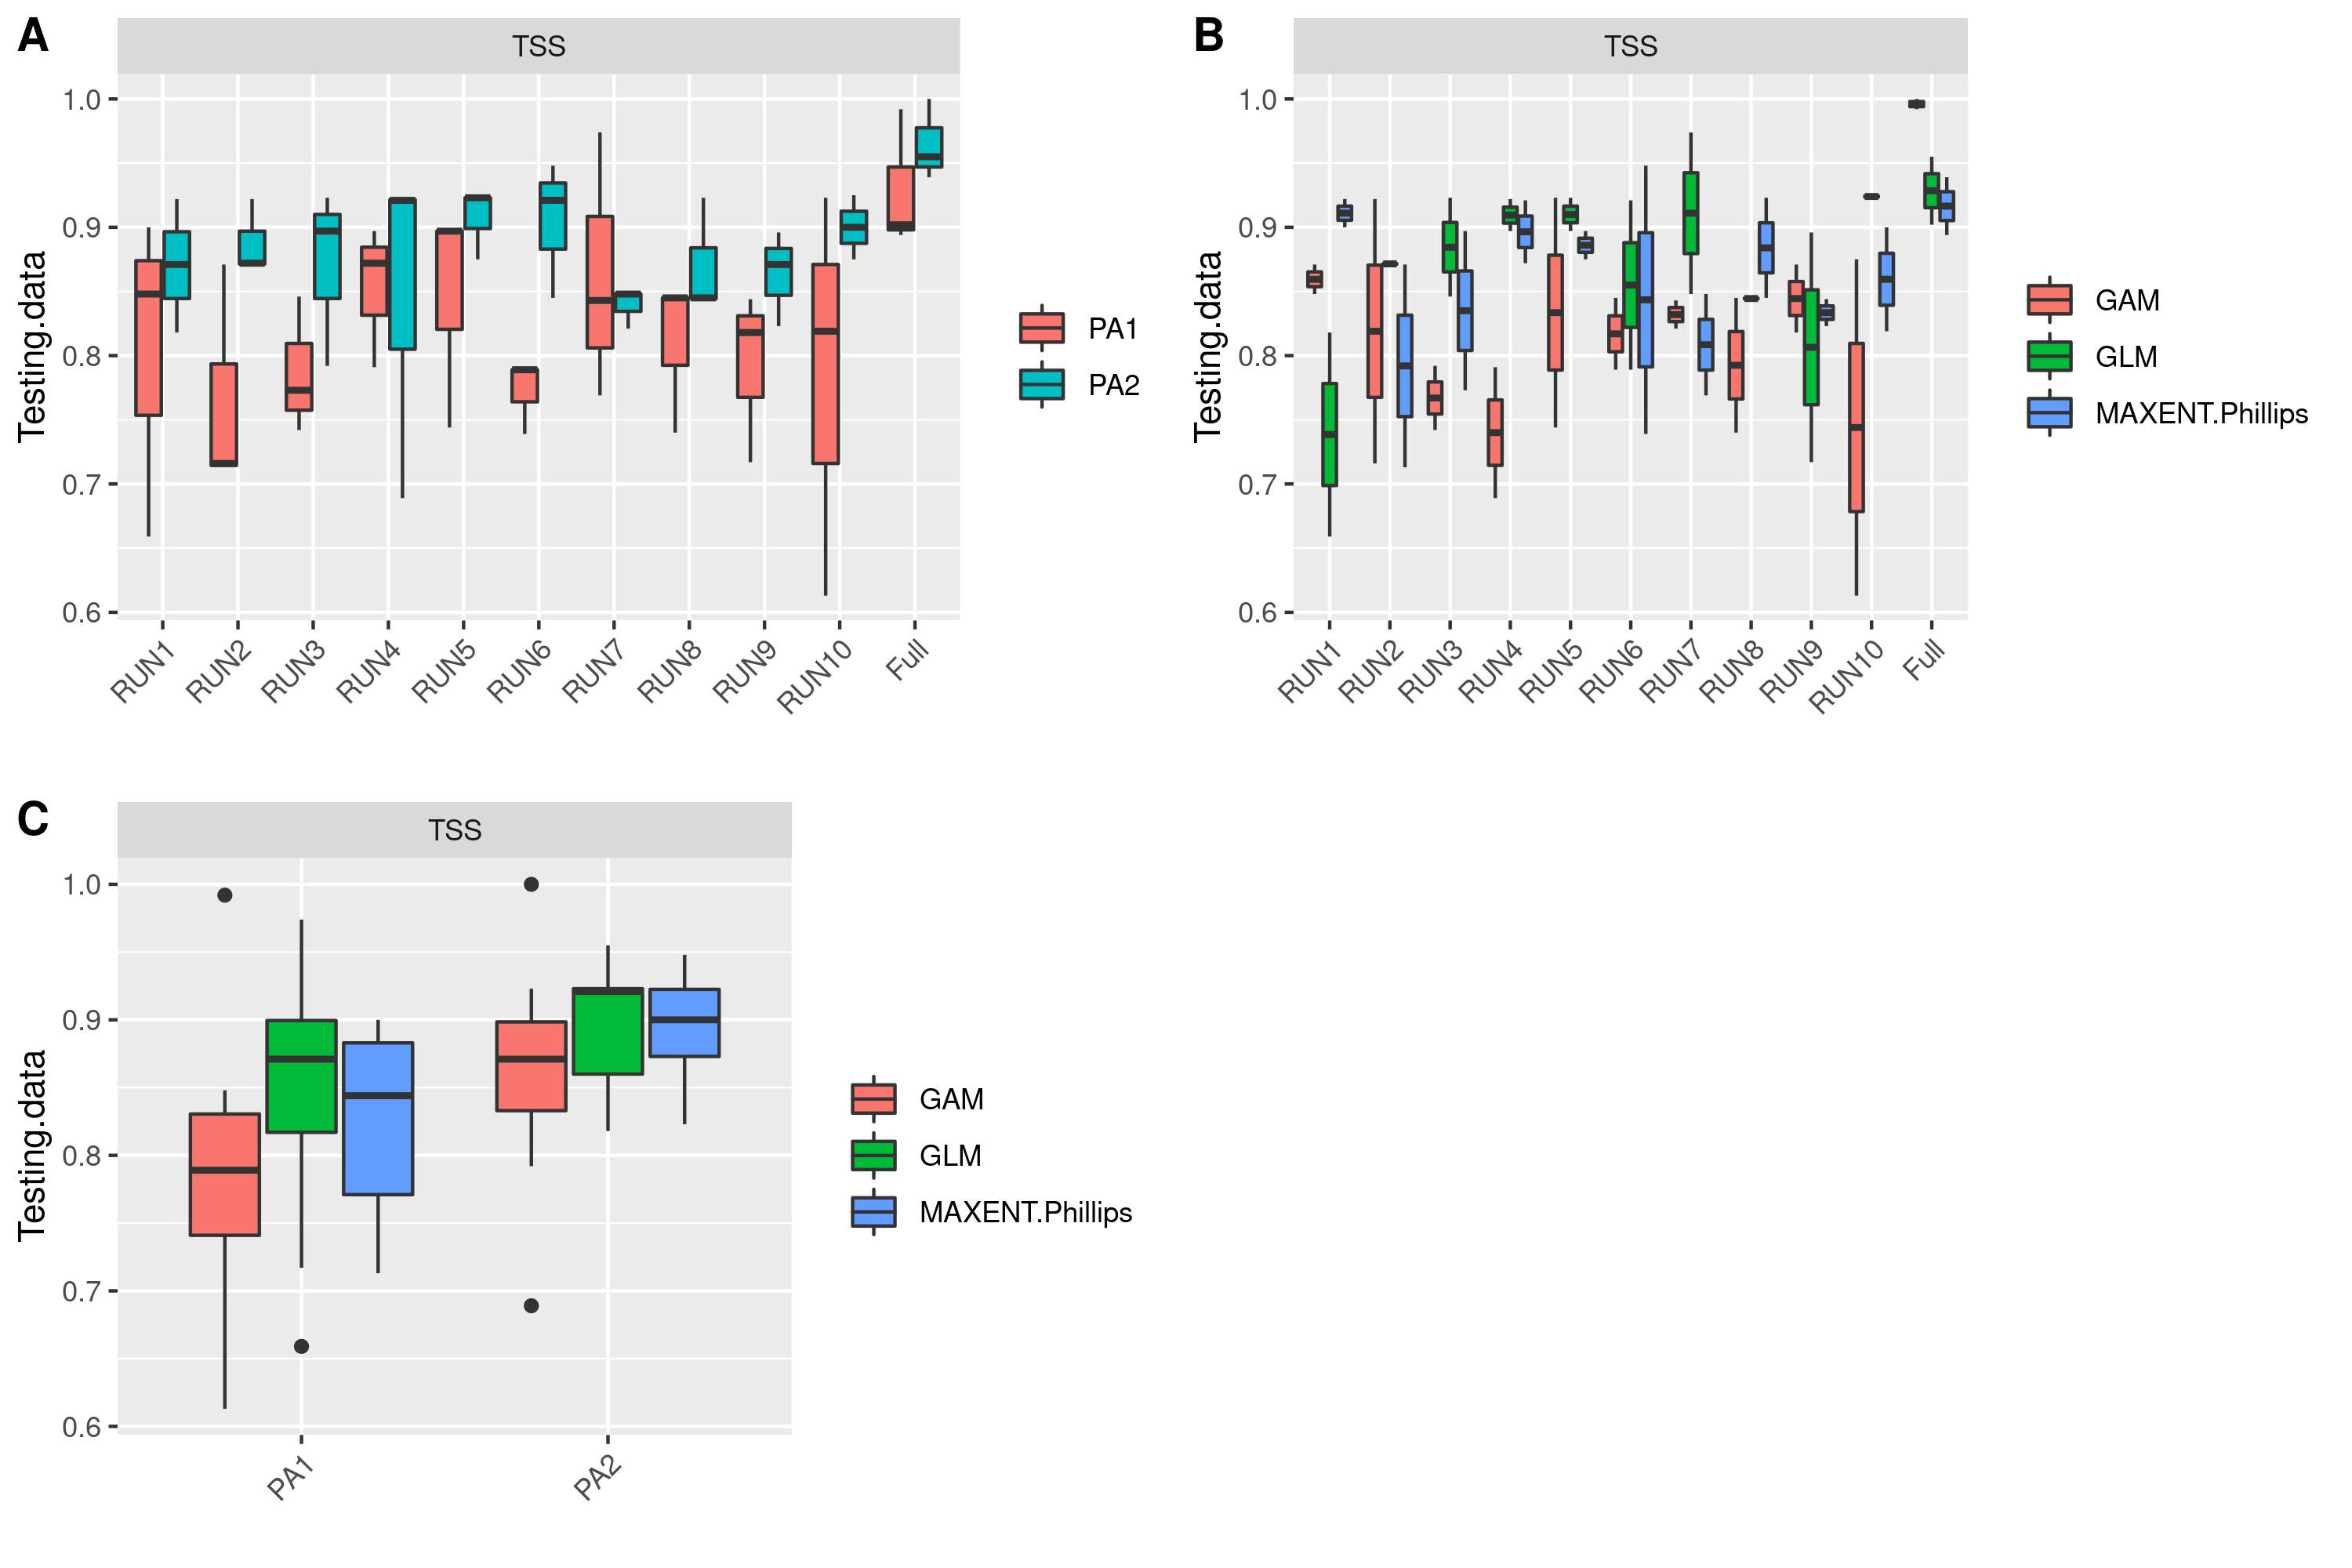 A
TSS
Testing.data
1.0
0.9
0.8
0.7
0.6
RUN1 RUN2 RUN3 RUN4 RUN5 RUN6 RUN7 RUN8 RUN9 RUN10 Full
PA1
PA2
B
TSS
Testing.data
1.0
0.9
0.8
0.7
0.6
RUN1 RUN2 RUN3 RUN4 RUN5 RUN6 RUN7 RUN8 RUN9 RUN10 Full
GAM
GLM
MAXENT.Phillips
C
TSS
Testing.data
1.0
0.9
0.8
0.7
0.6
PA1 PA2
GAM
GLM
MAXENT.Phillips